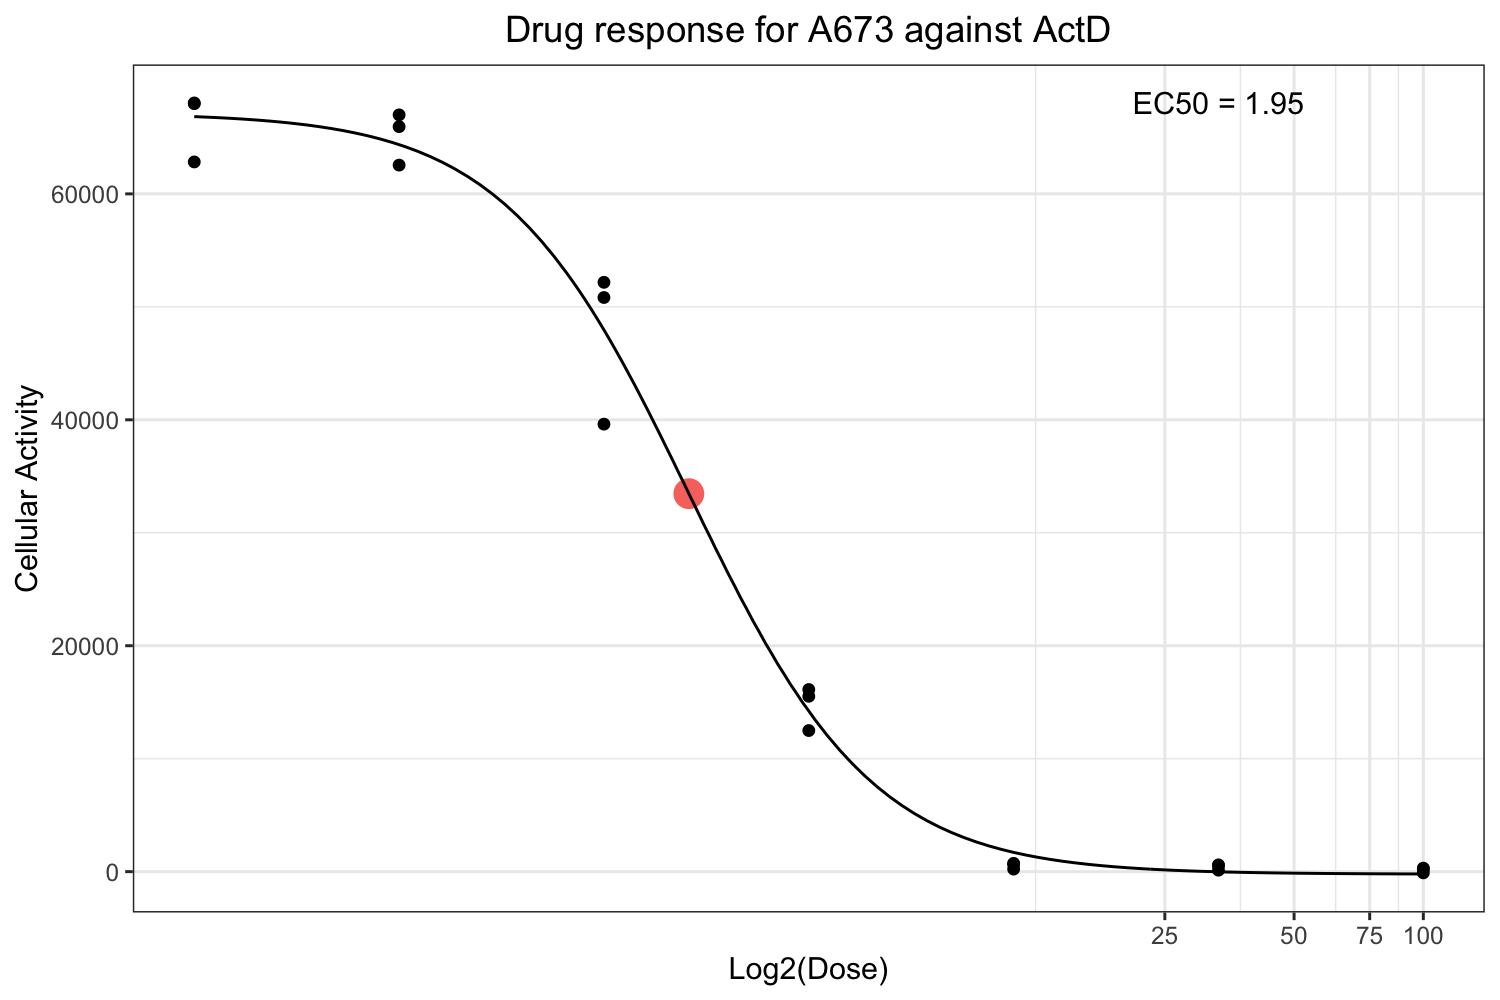 Drug response for A673 against ActD
EC50 = 1.95
60000
40000
20000
0
Cellular Activity
25 50 75 100
Log2(Dose)